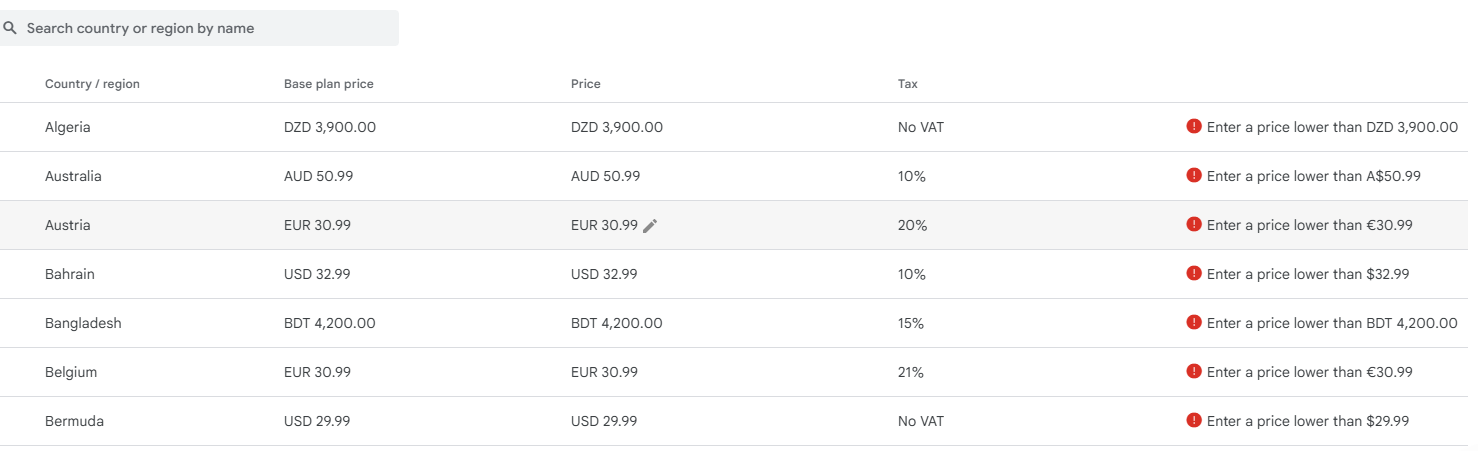 Search country or region by name
Country / region Base plan price Price Tax
Algeria DZD 3,900.00 DZD 3,900.00 No VAT Enter a price lower than DZD 3,900.00
Australia AUD 50.99 AUD 50.99 10% Enter a price lower than A$50.99
Austria EUR 30.99 EUR 30.99 20% Enter a price lower than €30.99
Bahrain USD 32.99 USD 32.99 10% Enter a price lower than $32.99
Bangladesh BDT 4,200.00 BDT 4,200.00 15% Enter a price lower than BDT 4,200.00
Belgium EUR 30.99 EUR 30.99 21% Enter a price lower than €30.99
Bermuda USD 29.99 USD 29.99 No VAT Enter a price lower than $29.99